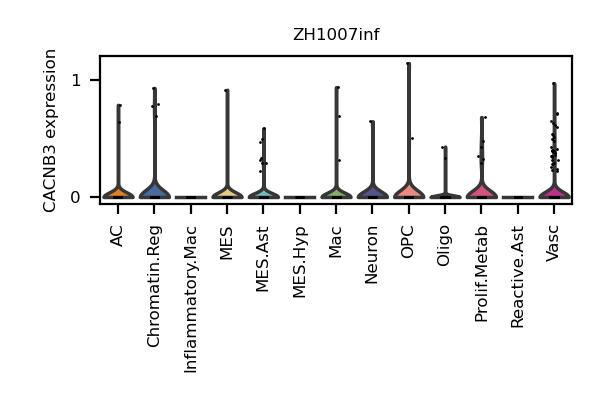 ZH1007inf
CACNB3 expression
1
0
AC
Chromatin.Reg
Inflammatory.Mac
MES
MES.Ast
MES.Hyp
Mac
Neuron
OPC
Oligo
Prolif.Metab
Reactive.Ast
Vasc